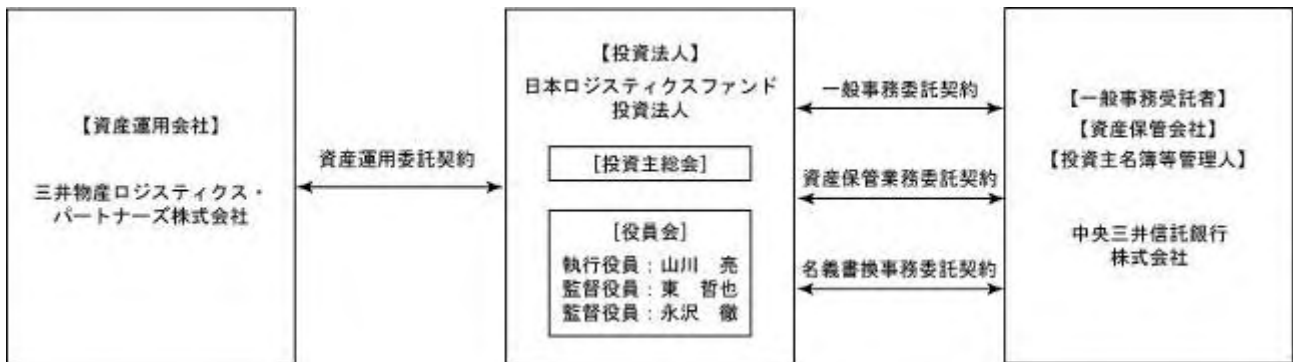 【資産運用会社】
三井物産ロジスティクス・
パートナーズ株式会社
資産運用委託契約
【投資法人】
日本ロジスティクスファンド
投資法人
[投資主総会]
[役員会]
執行役員：山川　亮
監督役員：東　哲也
監督役員：永沢　徹
一般事務委託契約
資産保管業務委託契約
名義書換事務委託契約
【一般事務受託者】
【資産保管会社】
【投資主名簿等管理人】
中央三井信託銀行
株式会社